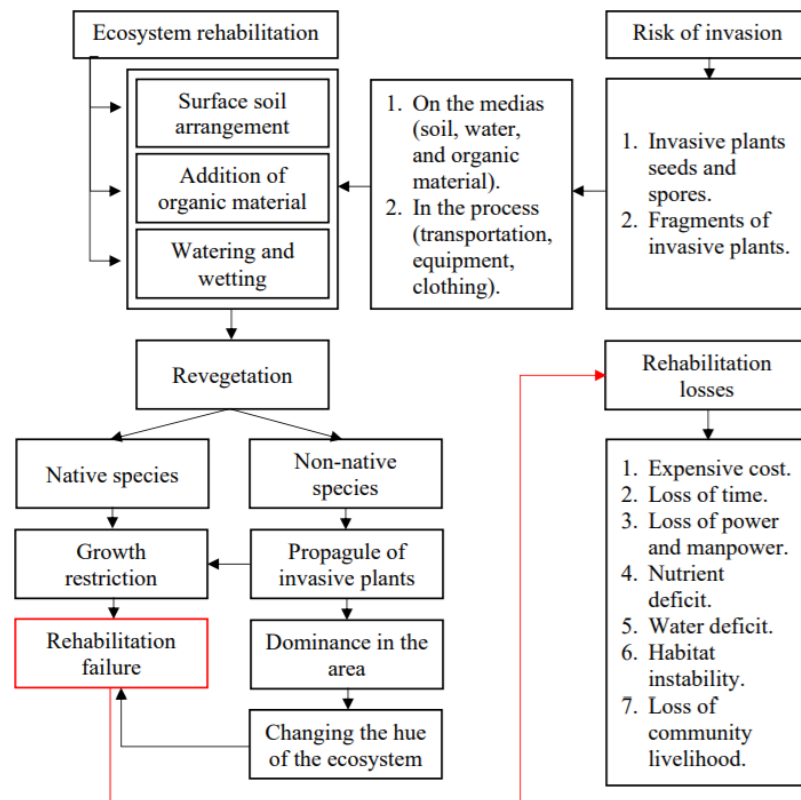 Ecosystem rehabilitation
Surface soil
arrangement
Addition of
organic material
Watering and
wetting
1. On the medias
(soil, water,
and organic
material).
2. In the process
(transportation,
equipment,
clothing).
Risk of invasion
1. Invasive plants
seeds and
spores.
2. Fragments of
invasive plants.
Revegetation
Native species
Non-native
species
Growth
restriction
Propagule of
invasive plants
Rehabilitation
failure
Dominance in the
area
Changing the hue
of the ecosystem
Rehabilitation
losses
1. Expensive cost.
2. Loss of time.
3. Loss of power
and manpower.
4. Nutrient
deficit.
5. Water deficit.
6. Habitat
instability.
7. Loss of
community
livelihood.